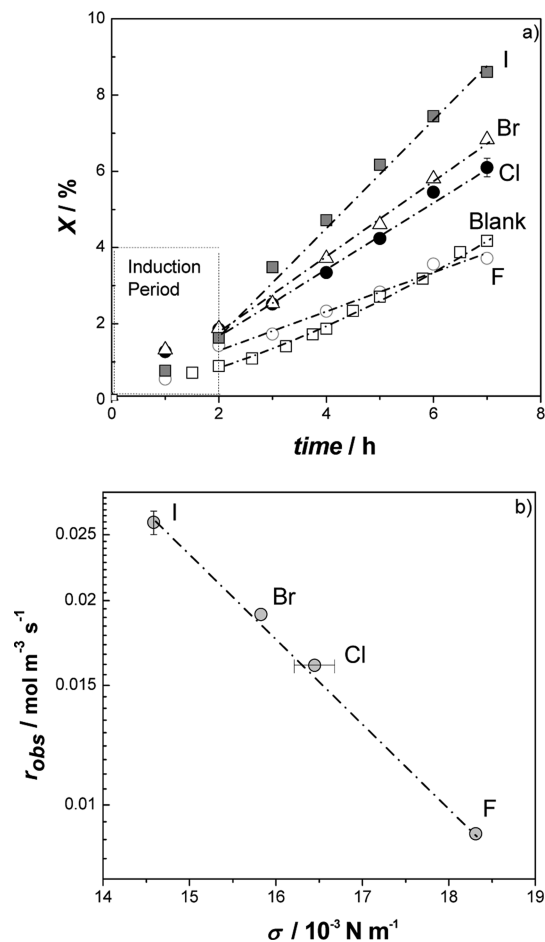 a)
10
8
6
4
2
0
X / %
I
Br
Cl
Blank
F
Induction
Period
0 2 4 6 8
time / h
b)
0.025
0.02
0.015
0.01
r_obs / mol m⁻³ s⁻¹
I
Br
Cl
F
14 15 16 17 18 19
σ / 10⁻³ N m⁻¹